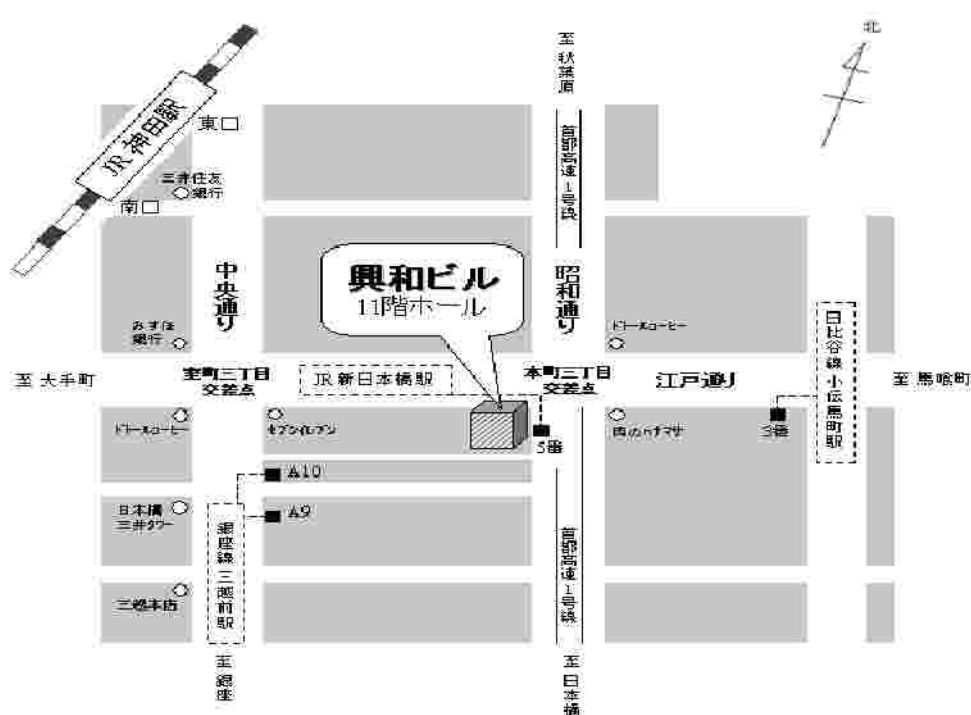 北
至 秋葉原
JR 神田駅
東口
首都高速1号線
三井住友
銀行
南口
中央通り
興和ビル
11階ホール
昭和通り
みずほ
銀行
ドトールコーヒー
日比谷線 小伝馬町駅
至 大手町
室町三丁目
交差点
JR 新日本橋駅
本町三丁目
交差点
江戸通り
至 馬喰町
ドトールコーヒー
セブンイレブン
5番
肉のハナマサ
3番
A10
A9
日本橋
三井タワー
銀座線 三越前駅
首都高速1号線
三越本店
至 銀座
至 日本橋